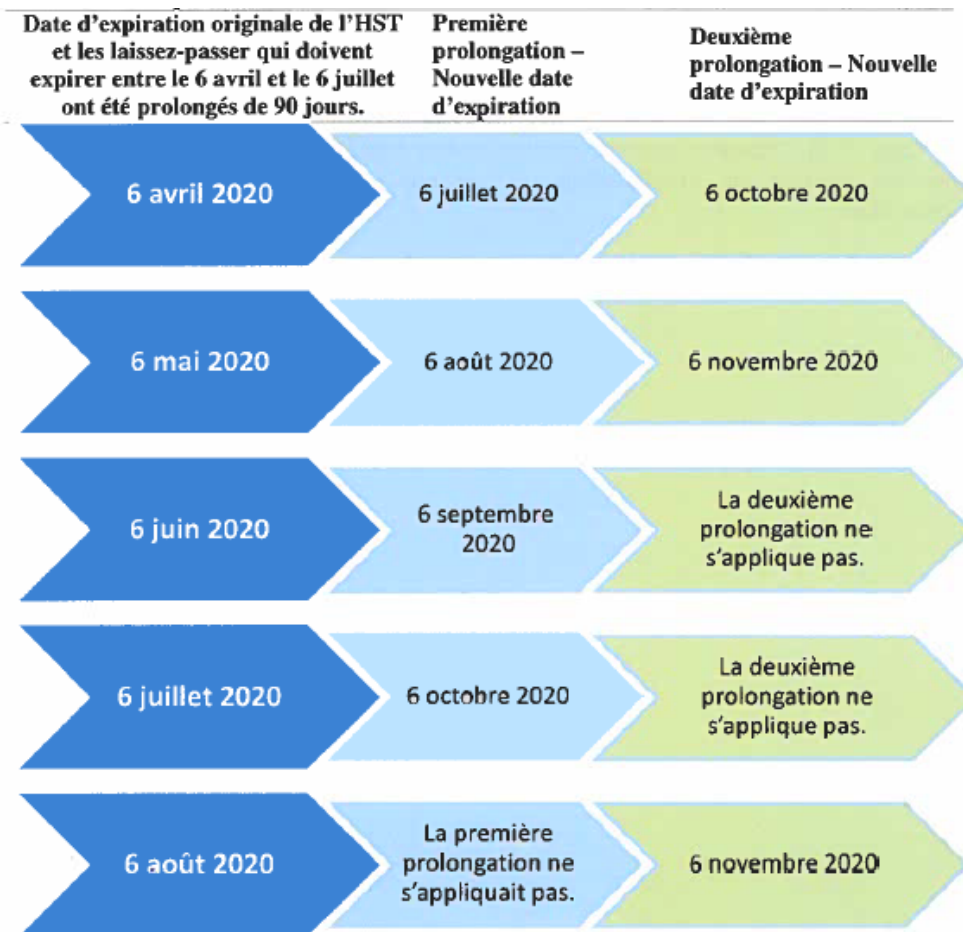 Date d'expiration originale de l'HST
et les laissez-passer qui doivent
expirer entre le 6 avril et le 6 juillet
ont été prolongés de 90 jours.
Première
prolongation –
Nouvelle date
d'expiration
Deuxième
prolongation – Nouvelle
date d'expiration
6 avril 2020
6 juillet 2020
6 octobre 2020
6 mai 2020
6 août 2020
6 novembre 2020
6 juin 2020
6 septembre
2020
La deuxième
prolongation ne
s'applique pas.
6 juillet 2020
6 octobre 2020
La deuxième
prolongation ne
s'applique pas.
6 août 2020
La première
prolongation ne
s'appliquait pas.
6 novembre 2020